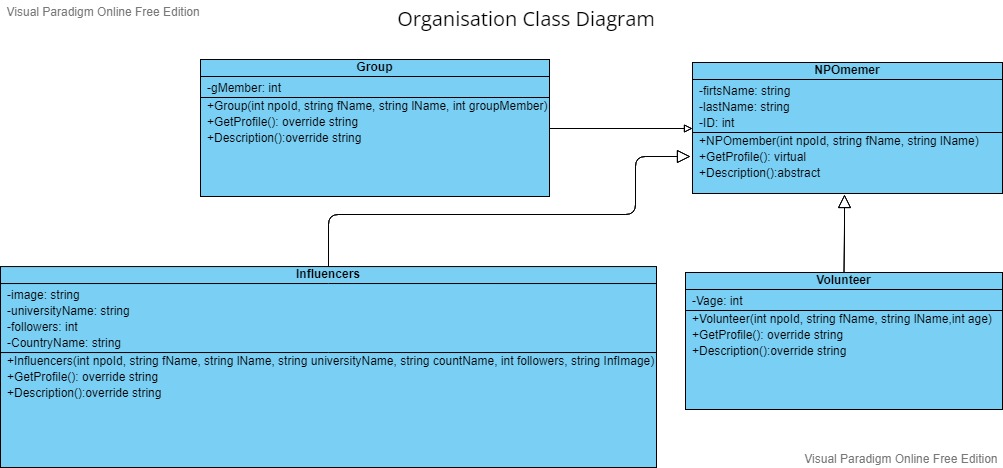 Visual Paradigm Online Free Edition
Organisation Class Diagram
Group
-gMember: int
+Group(int npoId, string fName, string lName, int groupMember)
+GetProfile(): override string
+Description():override string
NPOmemer
-firtsName: string
-lastName: string
-ID: int
+NPOmember(int npoId, string fName, string lName)
+GetProfile(): virtual
+Description():abstract
Influencers
-image: string
-universityName: string
-followers: int
-CountryName: string
+Influencers(int npoId, string fName, string lName, string universityName, string countName, int followers, string InfImage)
+GetProfile(): override string
+Description():override string
Volunteer
-Vage: int
+Volunteer(int npoId, string fName, string lName,int age)
+GetProfile(): override string
+Description():override string
Visual Paradigm Online Free Edition